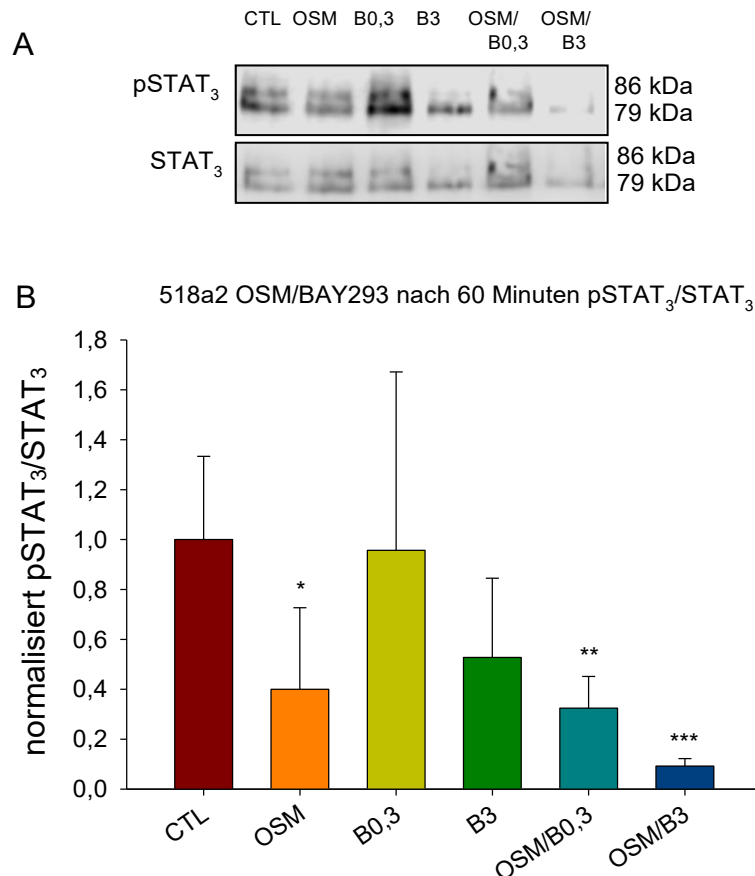 CTL OSM B0,3 B3 OSM/ OSM/
B0,3 B3
A
pSTAT3 86 kDa
79 kDa
STAT3 86 kDa
79 kDa
B 518a2 OSM/BAY293 nach 60 Minuten pSTAT3/STAT3
normalisiert pSTAT3/STAT3
1,8
1,6
1,4
1,2
1,0
0,8
0,6
0,4
0,2
0,0
*
**
***
CTL OSM B0,3 B3 OSM/B0,3 OSM/B3